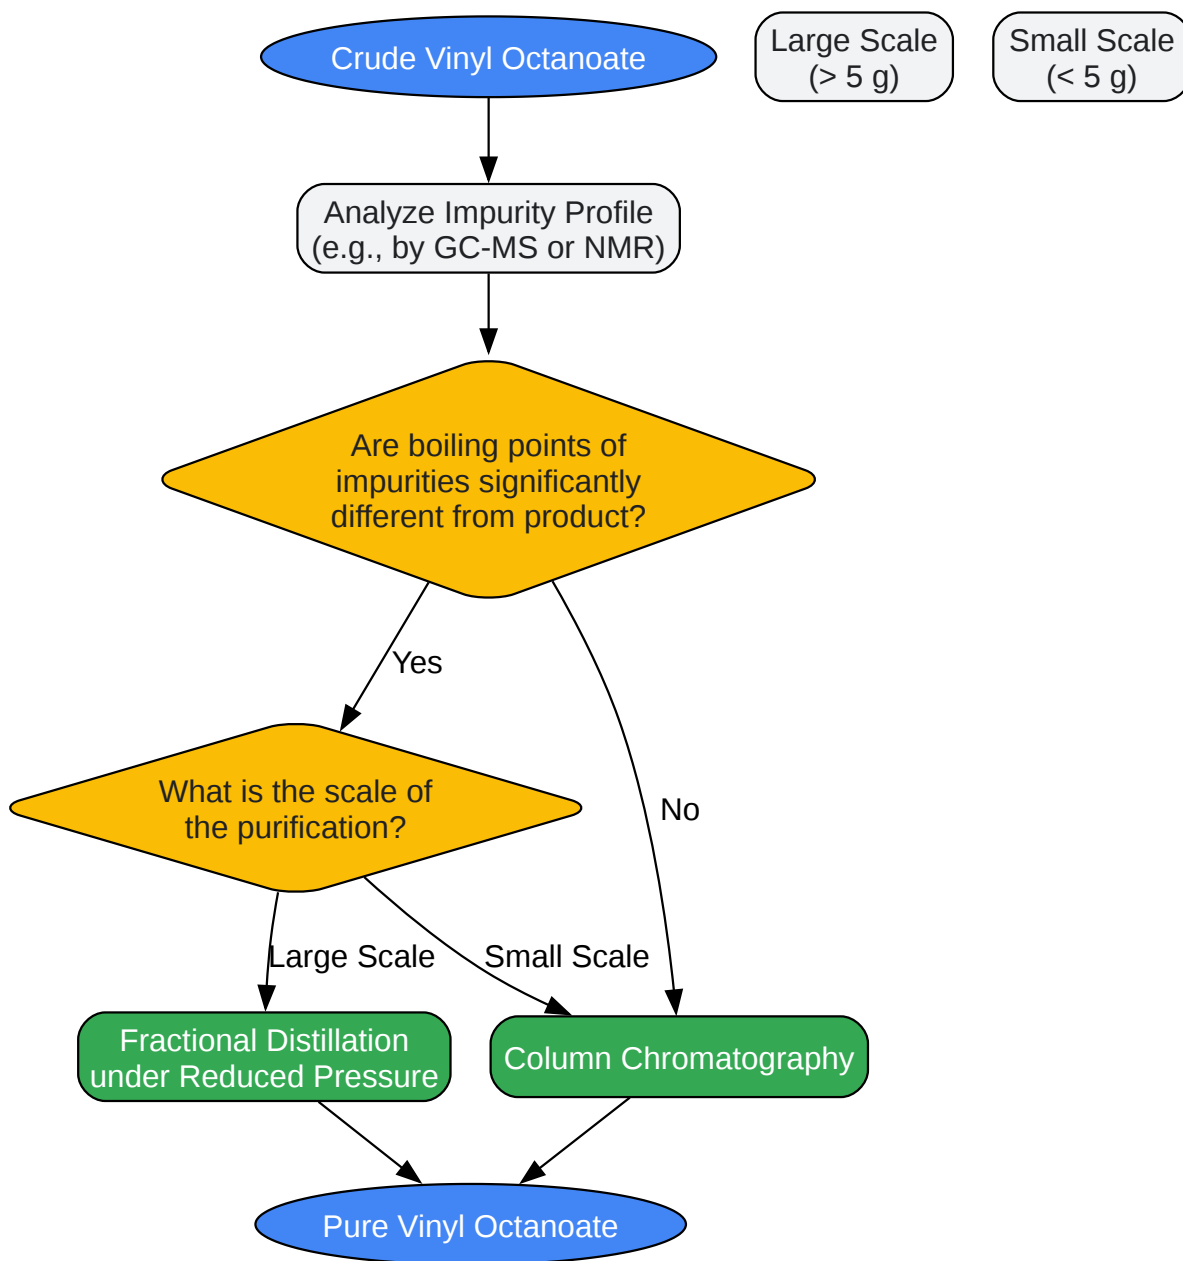 Crude Vinyl Octanoate
Large Scale
(> 5 g)
Small Scale
(< 5 g)
Analyze Impurity Profile
(e.g., by GC-MS or NMR)
Are boiling points of
impurities significantly
different from product?
Yes
What is the scale of
the purification?
No
Large Scale
Small Scale
Fractional Distillation
under Reduced Pressure
Column Chromatography
Pure Vinyl Octanoate